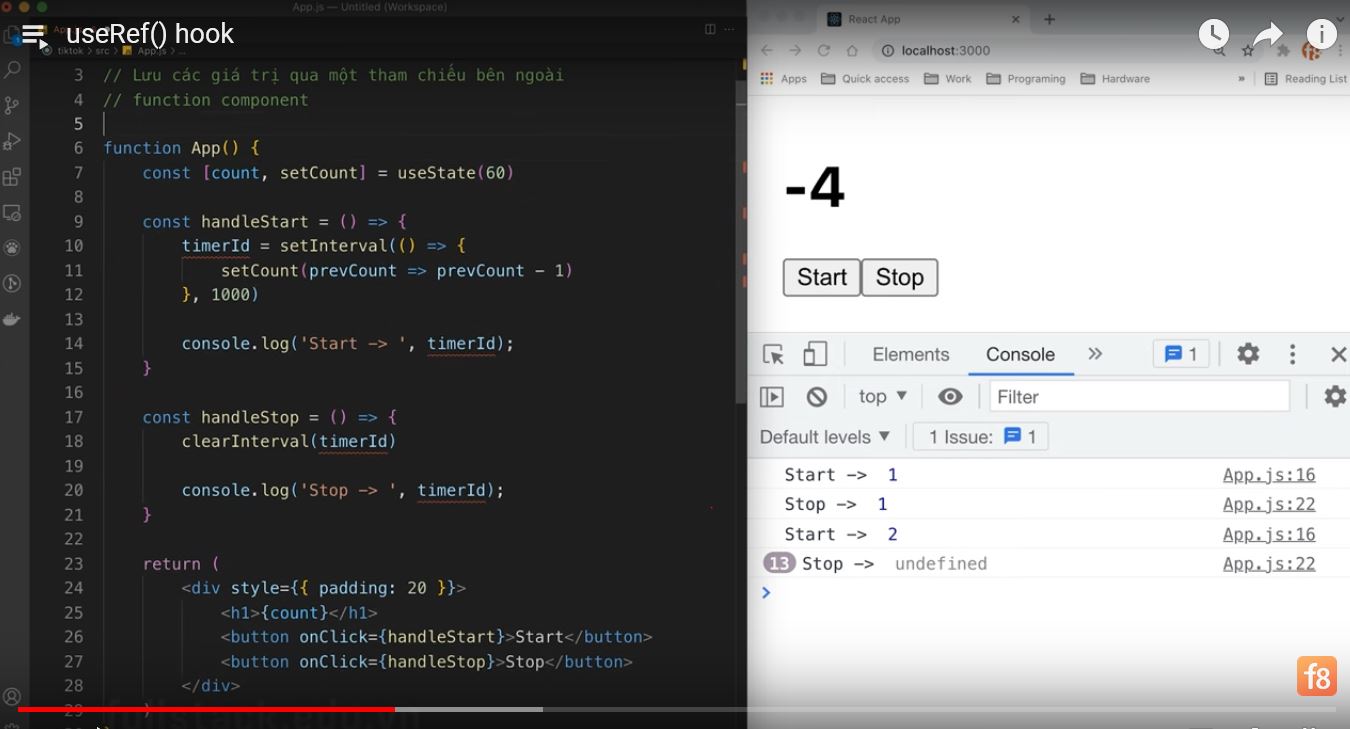 App.js — Untitled (Workspace)
useRef() hook
tiktok > src > App.js > ...
3 // Lưu các giá trị qua một tham chiếu bên ngoài
4 // function component
5
6 function App() {
7 const [count, setCount] = useState(60)
8
9 const handleStart = () => {
10 timerId = setInterval(() => {
11 setCount(prevCount => prevCount - 1)
12 }, 1000)
13
14 console.log('Start -> ', timerId);
15 }
16
17 const handleStop = () => {
18 clearInterval(timerId)
19
20 console.log('Stop -> ', timerId);
21 }
22
23 return (
24 <div style={{ padding: 20 }}>
25 <h1>{count}</h1>
26 <button onClick={handleStart}>Start</button>
27 <button onClick={handleStop}>Stop</button>
28 </div>
29 )
fullstack.edu.vn
React App
localhost:3000
Apps Quick access Work Programing Hardware » Reading List
-4
Start Stop
Elements Console » 1
top Filter
Default levels 1 Issue: 1
Start -> 1 App.js:16
Stop -> 1 App.js:22
Start -> 2 App.js:16
13 Stop -> undefined App.js:22
f8